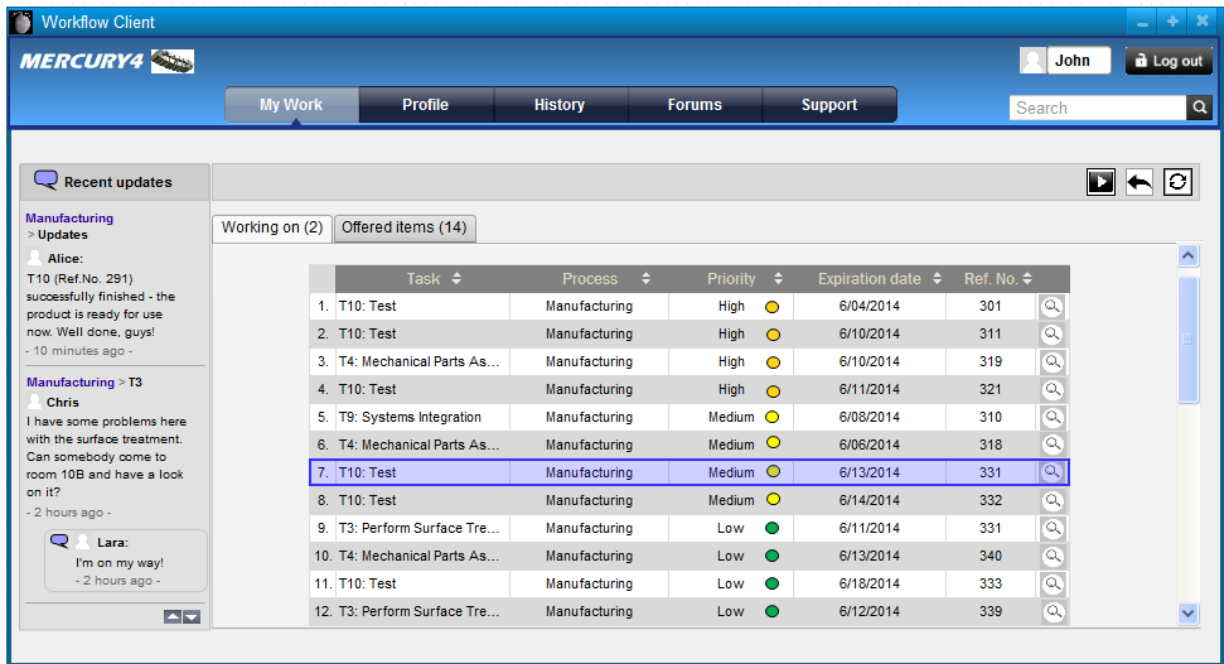 Workflow Client
MERCURY4
John
Log out
My Work Profile History Forums Support
Search
Recent updates
Manufacturing
> Updates
Alice:
T10 (Ref.No. 291)
successfully finished - the
product is ready for use
now. Well done, guys!
- 10 minutes ago -
Manufacturing > T3
Chris
I have some problems here
with the surface treatment.
Can somebody come to
room 10B and have a look
on it?
- 2 hours ago -
Lara:
I'm on my way!
- 2 hours ago -
Working on (2) Offered items (14)
Task Process Priority Expiration date Ref. No.
1. T10: Test Manufacturing High 6/04/2014 301
2. T10: Test Manufacturing High 6/10/2014 311
3. T4: Mechanical Parts As... Manufacturing High 6/10/2014 319
4. T10: Test Manufacturing High 6/11/2014 321
5. T9: Systems Integration Manufacturing Medium 6/08/2014 310
6. T4: Mechanical Parts As... Manufacturing Medium 6/06/2014 318
7. T10: Test Manufacturing Medium 6/13/2014 331
8. T10: Test Manufacturing Medium 6/14/2014 332
9. T3: Perform Surface Tre... Manufacturing Low 6/11/2014 331
10. T4: Mechanical Parts As... Manufacturing Low 6/13/2014 340
11. T10: Test Manufacturing Low 6/18/2014 333
12. T3: Perform Surface Tre... Manufacturing Low 6/12/2014 339